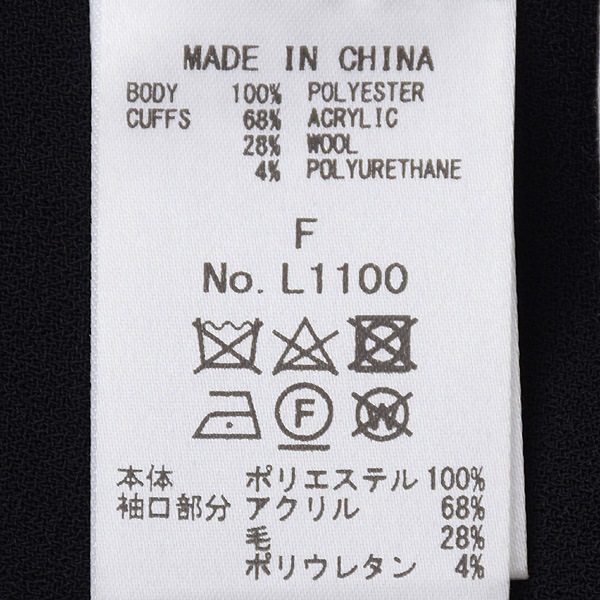 MADE IN CHINA
BODY 100% POLYESTER
CUFFS 68% ACRYLIC
28% WOOL
4% POLYURETHANE
F
No. L1100
F W
本体 ポリエステル 100%
袖口部分 アクリル 68%
毛 28%
ポリウレタン 4%